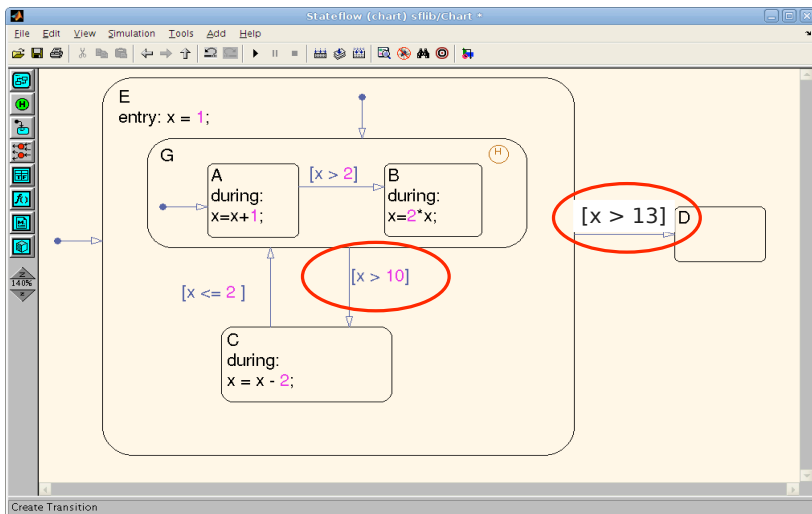 Stateflow (chart) sflib/Chart *
File Edit View Simulation Tools Add Help
E
entry: x = 1;
H
G
A
during:
x=x+1;
[x > 2]
B
during:
x=2*x;
[x > 13]
D
[x > 10]
[x <= 2 ]
C
during:
x = x - 2;
H
f()
Z
140%
z
Create Transition